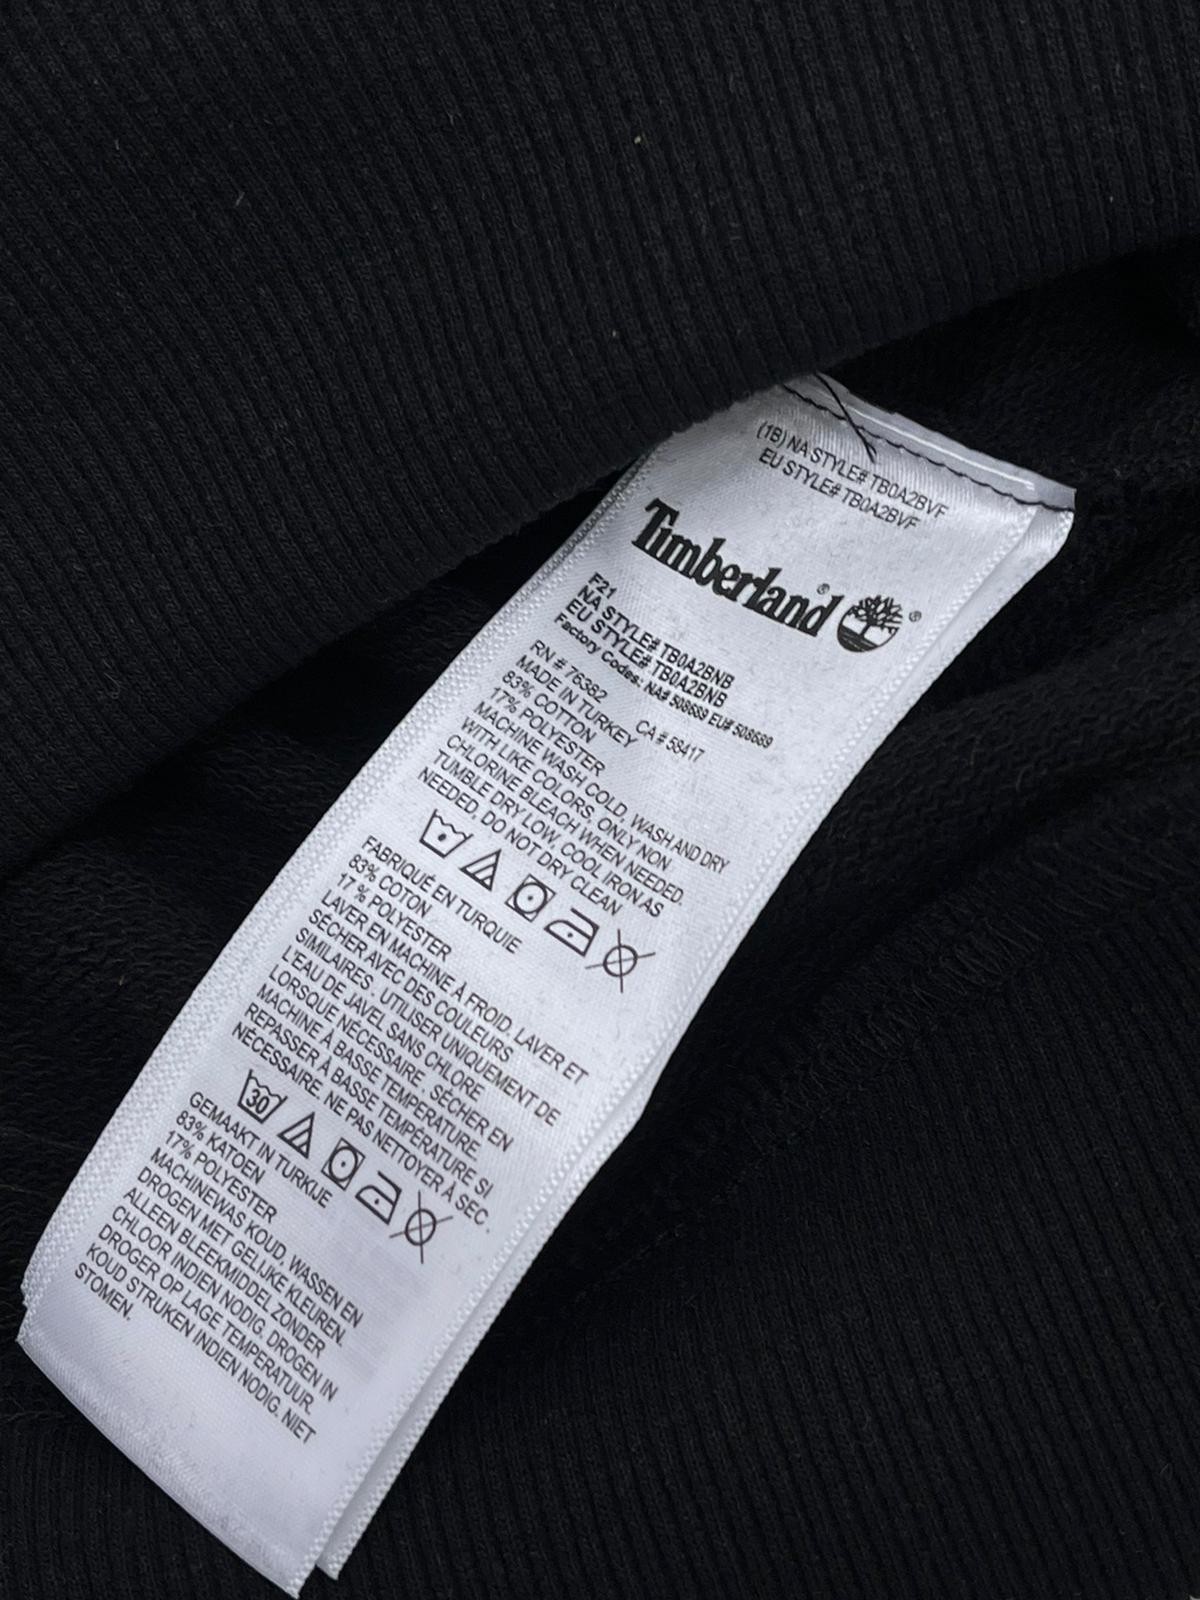 (1B) NA STYLE# TB0A2BVF
EU STYLE# TB0A2BVF
Timberland® ®
F21
NA STYLE# TB0A2BNB
EU STYLE# TB0A2BNB
Factory Codes: NA# 508689 EU# 508689
RN # 76382 CA # 58417
MADE IN TURKEY
83% COTTON
17% POLYESTER
MACHINE WASH COLD, WASH AND DRY
WITH LIKE COLORS, ONLY NON
CHLORINE BLEACH WHEN NEEDED.
TUMBLE DRY LOW, COOL IRON AS
NEEDED, DO NOT DRY CLEAN
FABRIQUÉ EN TURQUIE
83% COTON
17 % POLYESTER
LAVER EN MACHINE À FROID, LAVER ET
SÉCHER AVEC DES COULEURS
SIMILAIRES . UTILISER UNIQUEMENT DE
L'EAU DE JAVEL SANS CHLORE
LORSQUE NÉCESSAIRE . SÉCHER EN
MACHINE À BASSE TEMPERATURE.
REPASSER À BASSE TEMPÉRATURE SI
NÉCESSAIRE. NE PAS NETTOYER À SEC .
30
GEMAAKT IN TURKIJE
83% KATOEN
17% POLYESTER
MACHINEWAS KOUD, WASSEN EN
DROGEN MET GELIJKE KLEUREN.
ALLEEN BLEEKMIDDEL ZONDER
CHLOOR INDIEN NODIG, DROGEN IN
DROGER OP LAGE TEMPERATUUR,
KOUD STRUKEN INDIEN NODIG. NIET
STOMEN.